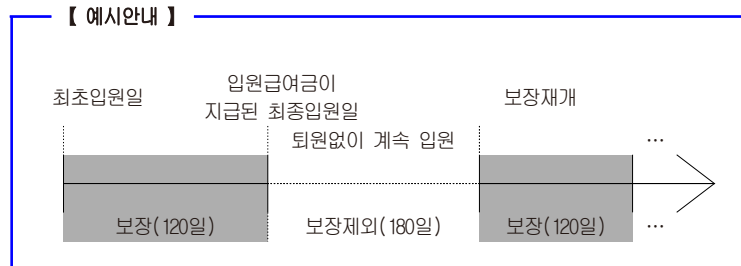 【 예시안내 】
최초입원일
입원급여금이
지급된 최종입원일
보장재개
퇴원없이 계속 입원
…
보장(120일)
보장제외(180일)
보장(120일)
…